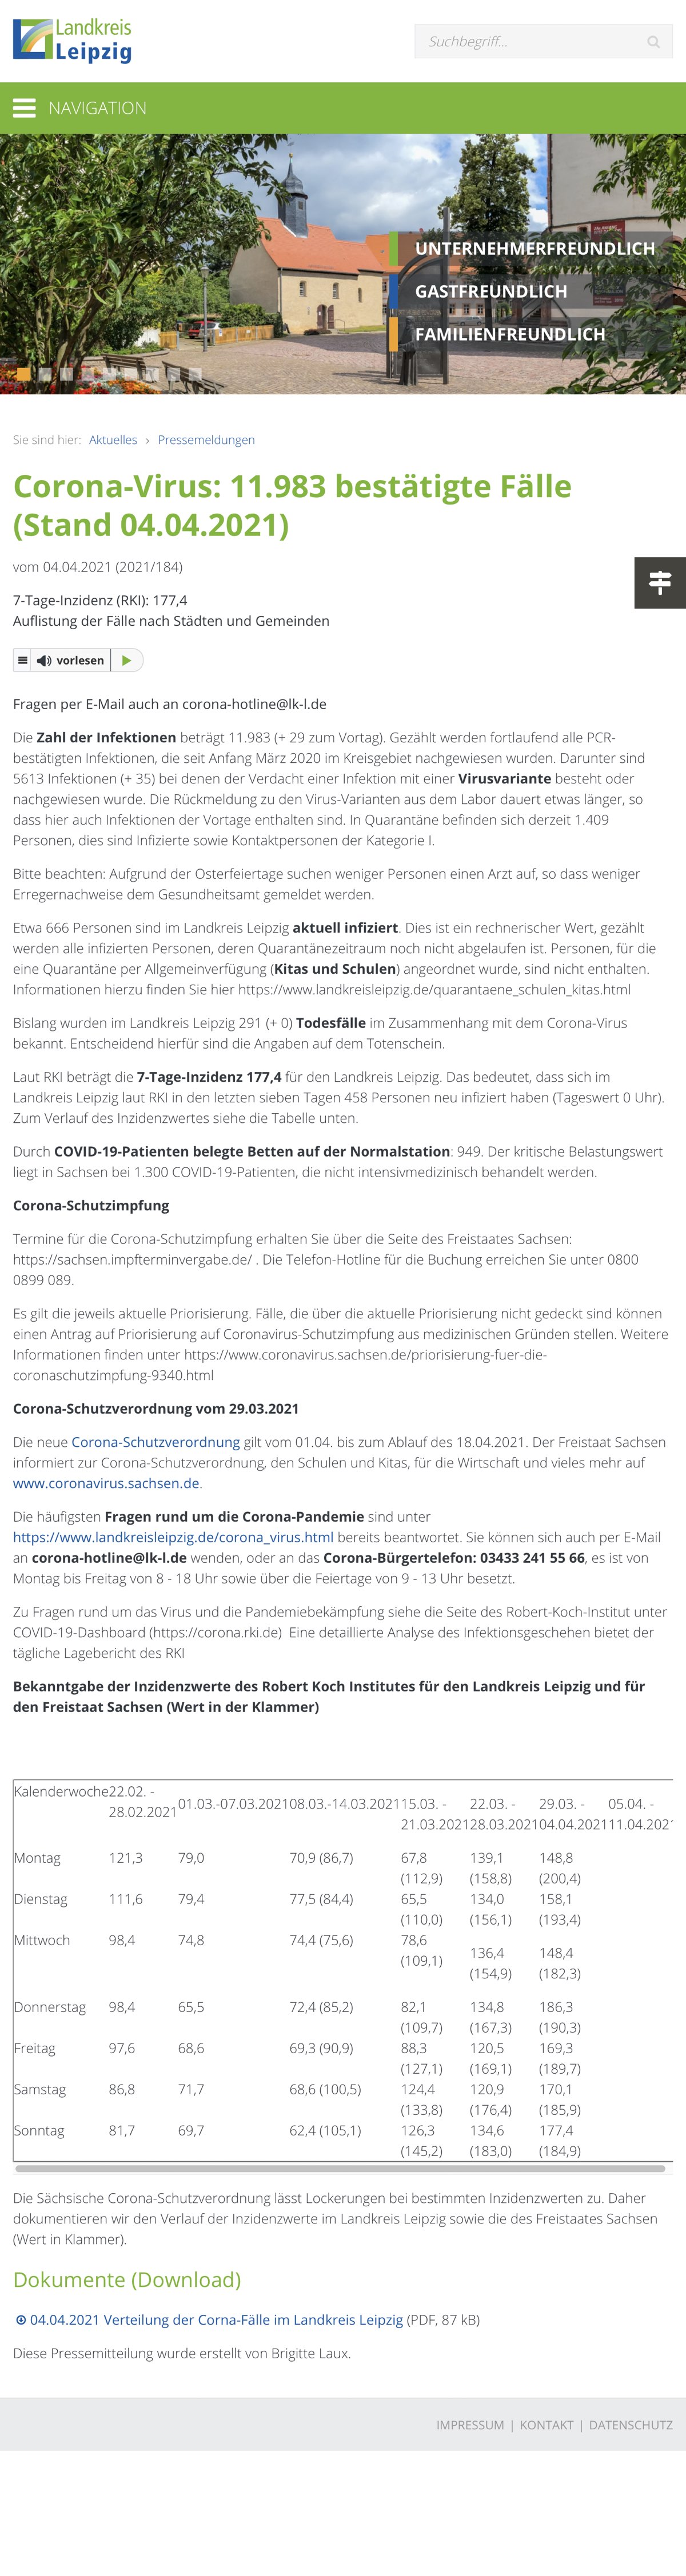 Landkreis
Leipzig
Suchbegriff...
NAVIGATION
UNTERNEHMERFREUNDLICH
GASTFREUNDLICH
FAMILIENFREUNDLICH
Sie sind hier: Aktuelles › Pressemeldungen
Corona-Virus: 11.983 bestätigte Fälle
(Stand 04.04.2021)
vom 04.04.2021 (2021/184)
7-Tage-Inzidenz (RKI): 177,4
Auflistung der Fälle nach Städten und Gemeinden
vorlesen
Fragen per E-Mail auch an corona-hotline@lk-l.de
Die Zahl der Infektionen beträgt 11.983 (+ 29 zum Vortag). Gezählt werden fortlaufend alle PCR-
bestätigten Infektionen, die seit Anfang März 2020 im Kreisgebiet nachgewiesen wurden. Darunter sind
5613 Infektionen (+ 35) bei denen der Verdacht einer Infektion mit einer Virusvariante besteht oder
nachgewiesen wurde. Die Rückmeldung zu den Virus-Varianten aus dem Labor dauert etwas länger, so
dass hier auch Infektionen der Vortage enthalten sind. In Quarantäne befinden sich derzeit 1.409
Personen, dies sind Infizierte sowie Kontaktpersonen der Kategorie I.
Bitte beachten: Aufgrund der Osterfeiertage suchen weniger Personen einen Arzt auf, so dass weniger
Erregernachweise dem Gesundheitsamt gemeldet werden.
Etwa 666 Personen sind im Landkreis Leipzig aktuell infiziert. Dies ist ein rechnerischer Wert, gezählt
werden alle infizierten Personen, deren Quarantänezeitraum noch nicht abgelaufen ist. Personen, für die
eine Quarantäne per Allgemeinverfügung (Kitas und Schulen) angeordnet wurde, sind nicht enthalten.
Informationen hierzu finden Sie hier https://www.landkreisleipzig.de/quarantaene_schulen_kitas.html
Bislang wurden im Landkreis Leipzig 291 (+ 0) Todesfälle im Zusammenhang mit dem Corona-Virus
bekannt. Entscheidend hierfür sind die Angaben auf dem Totenschein.
Laut RKI beträgt die 7-Tage-Inzidenz 177,4 für den Landkreis Leipzig. Das bedeutet, dass sich im
Landkreis Leipzig laut RKI in den letzten sieben Tagen 458 Personen neu infiziert haben (Tageswert 0 Uhr).
Zum Verlauf des Inzidenzwertes siehe die Tabelle unten.
Durch COVID-19-Patienten belegte Betten auf der Normalstation: 949. Der kritische Belastungswert
liegt in Sachsen bei 1.300 COVID-19-Patienten, die nicht intensivmedizinisch behandelt werden.
Corona-Schutzimpfung
Termine für die Corona-Schutzimpfung erhalten Sie über die Seite des Freistaates Sachsen:
https://sachsen.impfterminvergabe.de/ . Die Telefon-Hotline für die Buchung erreichen Sie unter 0800
0899 089.
Es gilt die jeweils aktuelle Priorisierung. Fälle, die über die aktuelle Priorisierung nicht gedeckt sind können
einen Antrag auf Priorisierung auf Coronavirus-Schutzimpfung aus medizinischen Gründen stellen. Weitere
Informationen finden unter https://www.coronavirus.sachsen.de/priorisierung-fuer-die-
coronaschutzimpfung-9340.html
Corona-Schutzverordnung vom 29.03.2021
Die neue Corona-Schutzverordnung gilt vom 01.04. bis zum Ablauf des 18.04.2021. Der Freistaat Sachsen
informiert zur Corona-Schutzverordnung, den Schulen und Kitas, für die Wirtschaft und vieles mehr auf
www.coronavirus.sachsen.de.
Die häufigsten Fragen rund um die Corona-Pandemie sind unter
https://www.landkreisleipzig.de/corona_virus.html bereits beantwortet. Sie können sich auch per E-Mail
an corona-hotline@lk-l.de wenden, oder an das Corona-Bürgertelefon: 03433 241 55 66, es ist von
Montag bis Freitag von 8 - 18 Uhr sowie über die Feiertage von 9 - 13 Uhr besetzt.
Zu Fragen rund um das Virus und die Pandemiebekämpfung siehe die Seite des Robert-Koch-Institut unter
COVID-19-Dashboard (https://corona.rki.de)  Eine detaillierte Analyse des Infektionsgeschehen bietet der
tägliche Lagebericht des RKI
Bekanntgabe der Inzidenzwerte des Robert Koch Institutes für den Landkreis Leipzig und für
den Freistaat Sachsen (Wert in der Klammer)
Kalenderwoche 22.02. - 28.02.2021 01.03.-07.03.2021 08.03.-14.03.2021 15.03. - 21.03.2021 22.03. - 28.03.2021 29.03. - 04.04.2021 05.04. - 11.04.2021
Montag 121,3 79,0 70,9 (86,7) 67,8 (112,9) 139,1 (158,8) 148,8 (200,4)
Dienstag 111,6 79,4 77,5 (84,4) 65,5 (110,0) 134,0 (156,1) 158,1 (193,4)
Mittwoch 98,4 74,8 74,4 (75,6) 78,6 (109,1) 136,4 (154,9) 148,4 (182,3)
Donnerstag 98,4 65,5 72,4 (85,2) 82,1 (109,7) 134,8 (167,3) 186,3 (190,3)
Freitag 97,6 68,6 69,3 (90,9) 88,3 (127,1) 120,5 (169,1) 169,3 (189,7)
Samstag 86,8 71,7 68,6 (100,5) 124,4 (133,8) 120,9 (176,4) 170,1 (185,9)
Sonntag 81,7 69,7 62,4 (105,1) 126,3 (145,2) 134,6 (183,0) 177,4 (184,9)
Die Sächsische Corona-Schutzverordnung lässt Lockerungen bei bestimmten Inzidenzwerten zu. Daher
dokumentieren wir den Verlauf der Inzidenzwerte im Landkreis Leipzig sowie die des Freistaates Sachsen
(Wert in Klammer).
Dokumente (Download)
04.04.2021 Verteilung der Corna-Fälle im Landkreis Leipzig (PDF, 87 kB)
Diese Pressemitteilung wurde erstellt von Brigitte Laux.
IMPRESSUM | KONTAKT | DATENSCHUTZ